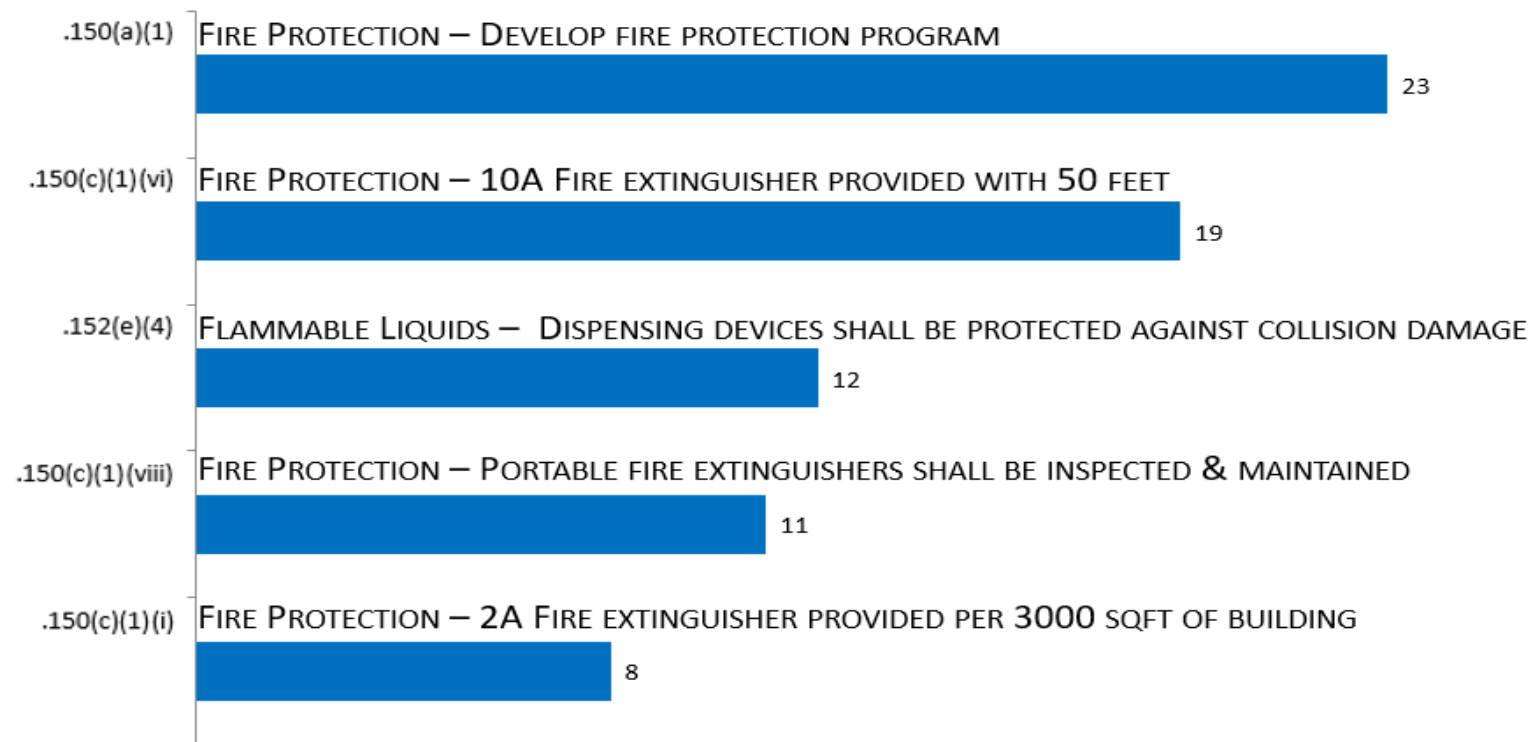 .150(a)(1) Fire Protection – Develop fire protection program
23
.150(c)(1)(vi) Fire Protection – 10A Fire extinguisher provided with 50 feet
19
.152(e)(4) Flammable Liquids – Dispensing devices shall be protected against collision damage
12
.150(c)(1)(viii) Fire Protection – Portable fire extinguishers shall be inspected & maintained
11
.150(c)(1)(i) Fire Protection – 2A Fire extinguisher provided per 3000 sqft of building
8